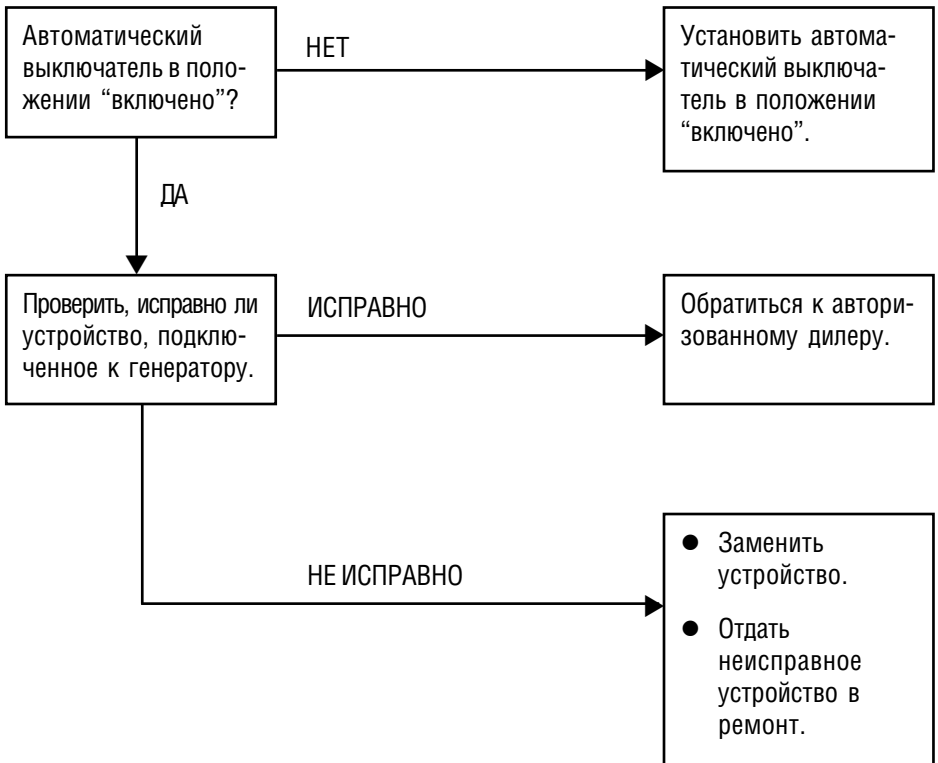 Автоматический
выключатель в поло-
жении “включено”?
НЕТ
Установить автома-
тический выключа-
тель в положении
“включено”.
ДА
Проверить, исправно ли
устройство, подклю-
ченное к генератору.
ИСПРАВНО
Обратиться к автори-
зованному дилеру.
НЕ ИСПРАВНО
● Заменить
устройство.
● Отдать
неисправное
устройство в
ремонт.